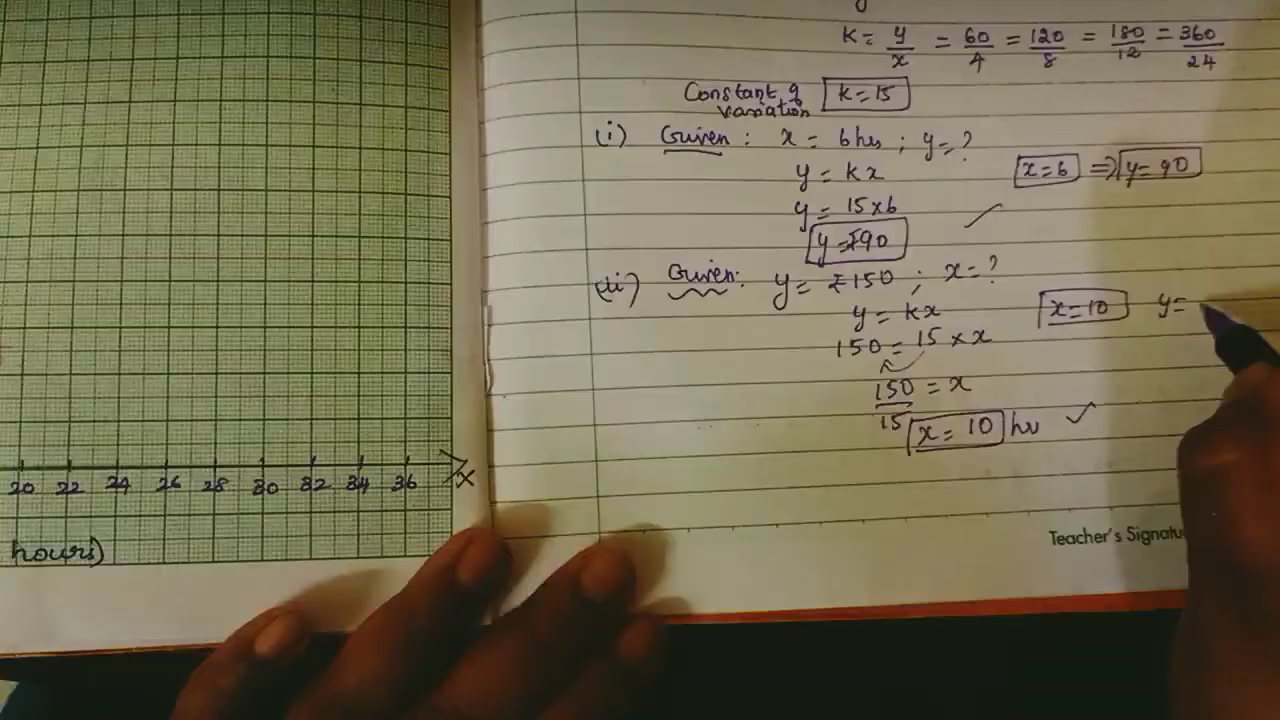 K = y/x = 60/4 = 120/8 = 180/12 = 360/24
Constant of variation K=15
(i) Given : x = 6 hrs ; y = ?
y = kx
x=6 ⇒ y=90
y = 15×6
y=₹90
(ii) Given: y = ₹150 ; x = ?
y = kx
x=10 y=
150 = 15 × x
150/15 = x
x = 10 hr
20 22 24 26 28 30 32 34 36 x
hours)
Teacher's Signatu